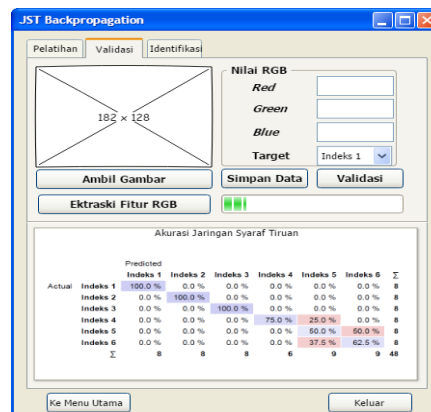 JST Backpropagation
Pelatihan Validasi Identifikasi
182 x 128
Nilai RGB
Red
Green
Blue
Target Indeks 1
Ambil Gambar Simpan Data Validasi
Ektraski Fitur RGB
Akurasi Jaringan Syaraf Tiruan
Predicted
Indeks 1 Indeks 2 Indeks 3 Indeks 4 Indeks 5 Indeks 6 Σ
Actual Indeks 1 100.0 % 0.0 % 0.0 % 0.0 % 0.0 % 0.0 % 8
Indeks 2 0.0 % 100.0 % 0.0 % 0.0 % 0.0 % 0.0 % 8
Indeks 3 0.0 % 0.0 % 100.0 % 0.0 % 0.0 % 0.0 % 8
Indeks 4 0.0 % 0.0 % 0.0 % 75.0 % 25.0 % 0.0 % 8
Indeks 5 0.0 % 0.0 % 0.0 % 0.0 % 50.0 % 50.0 % 8
Indeks 6 0.0 % 0.0 % 0.0 % 0.0 % 37.5 % 62.5 % 8
Σ 8 8 8 6 9 9 48
Ke Menu Utama Keluar